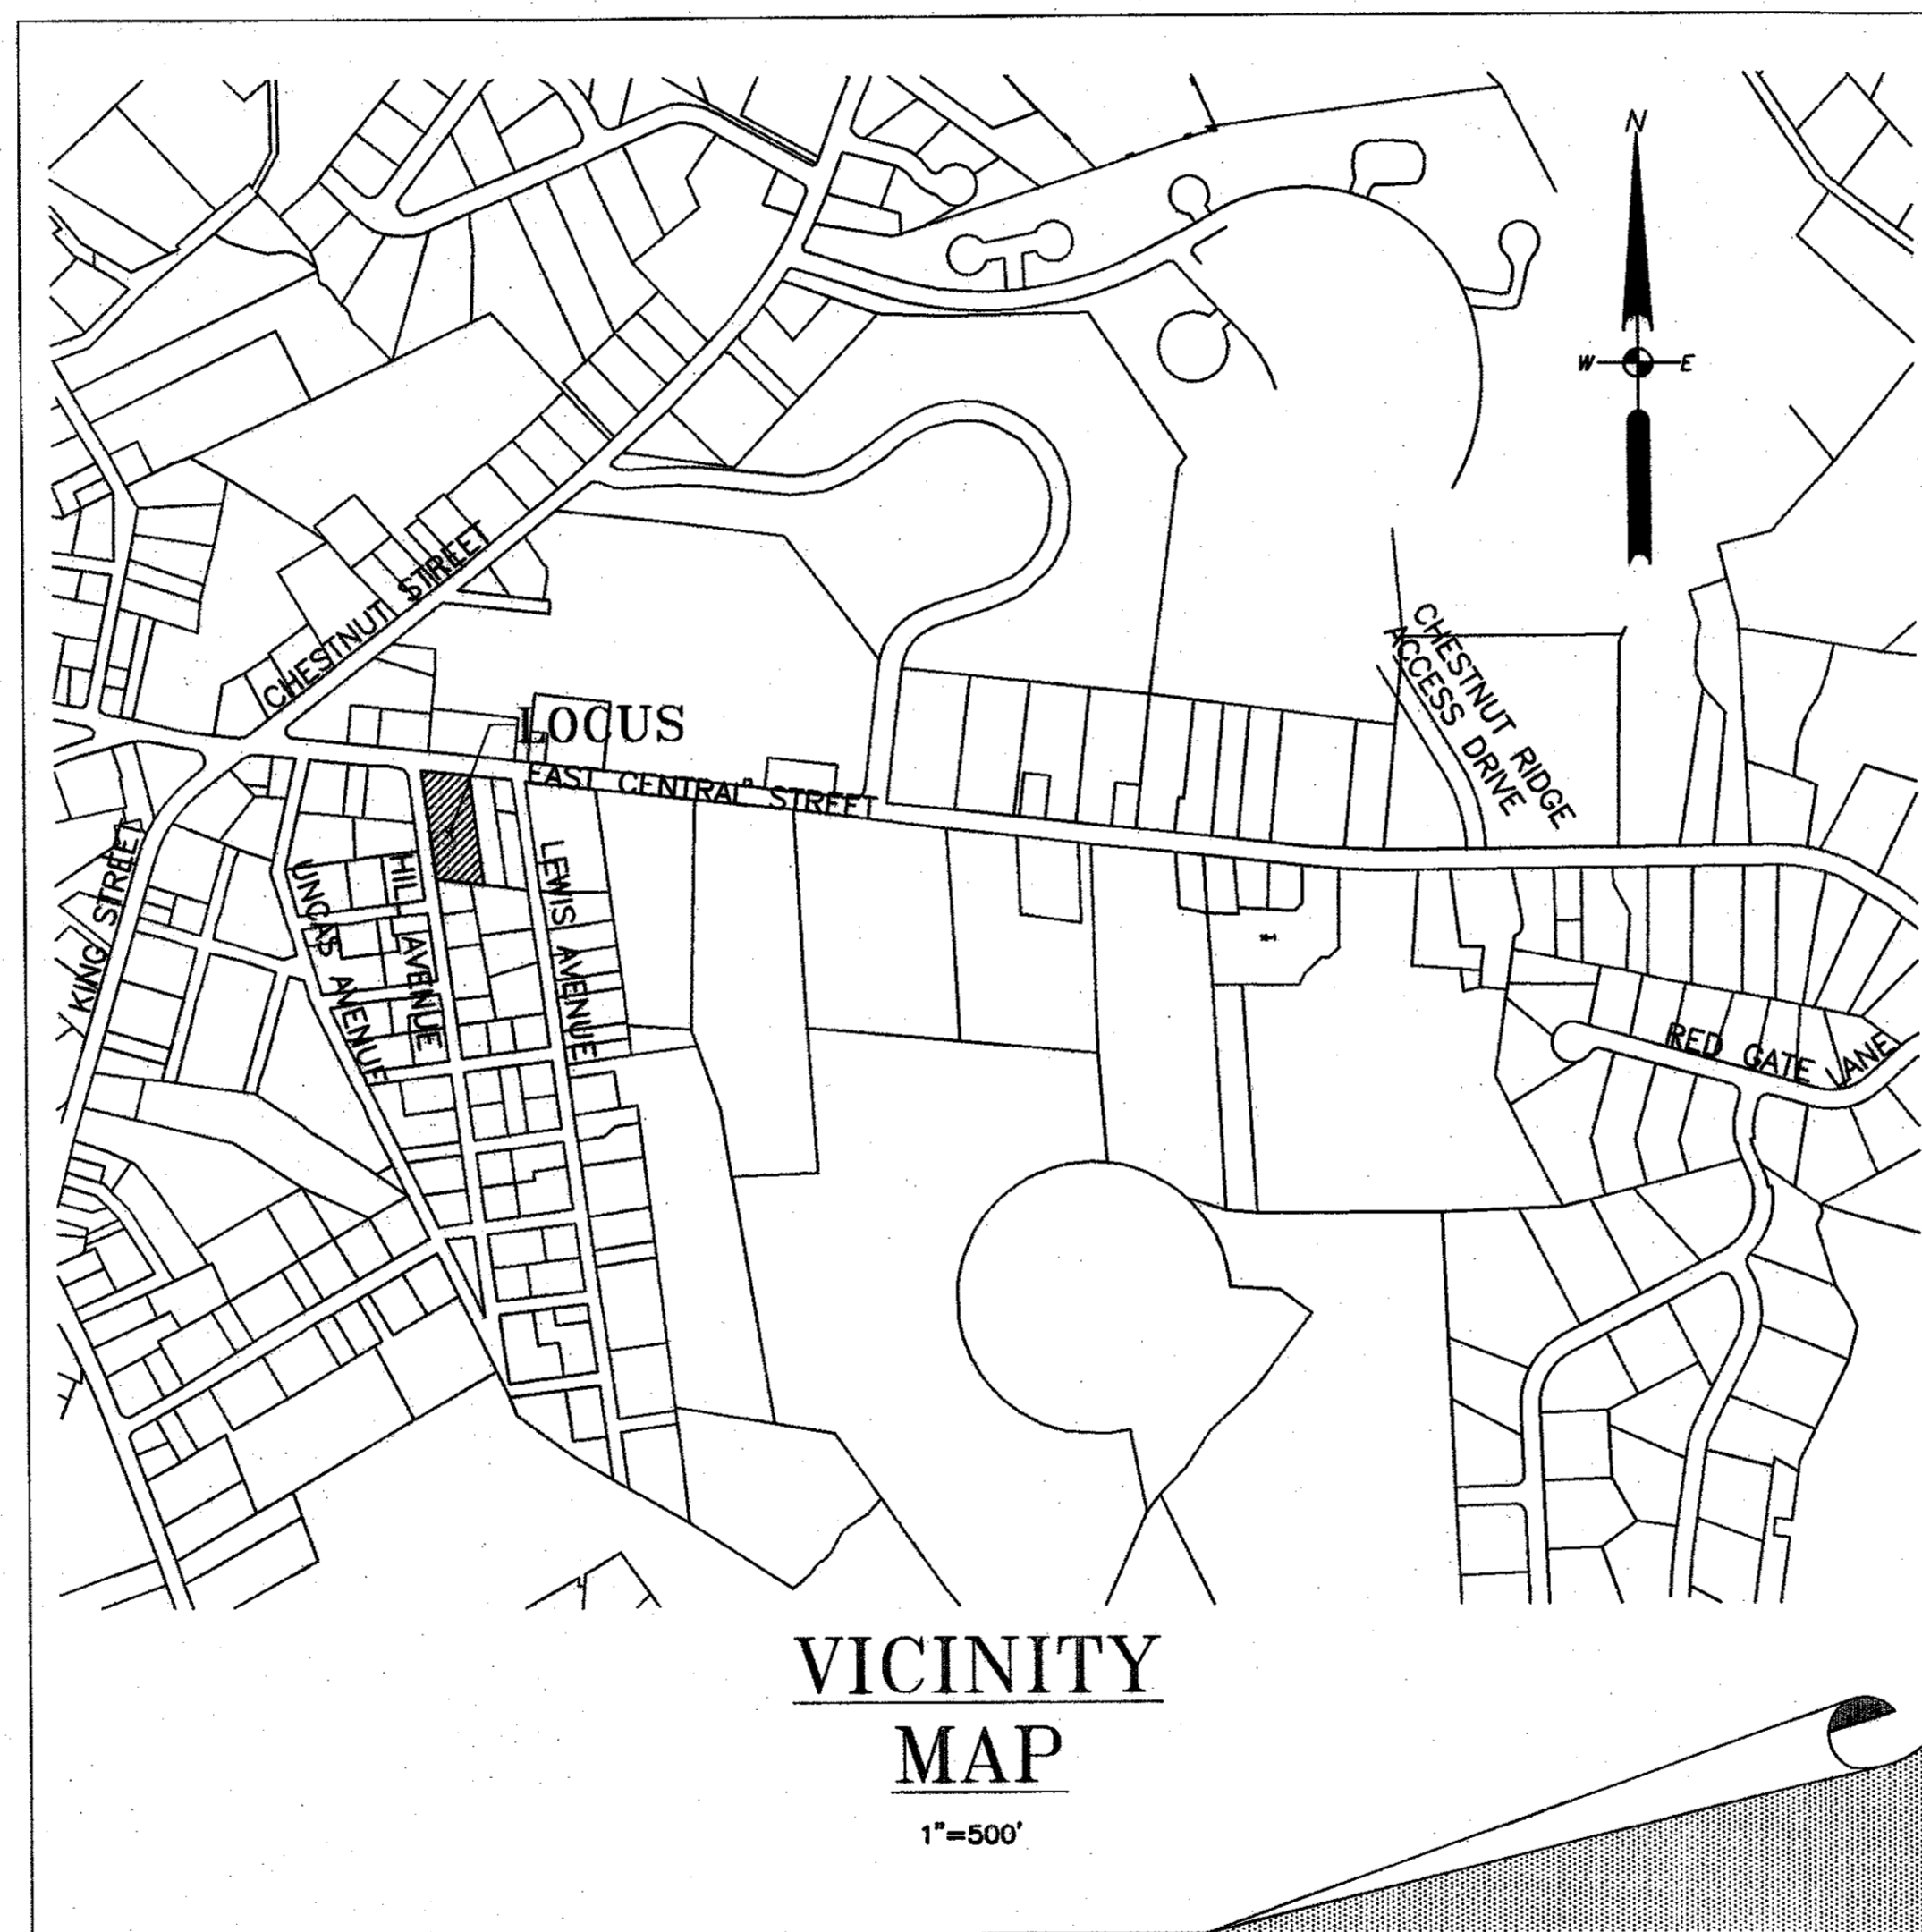 N
W E
CHESTNUT STREET
CHESTNUT RIDGE
ACCESS DRIVE
LOCUS
EAST CENTRAL STREET
KING STREET
UNCAS AVENUE
HILL AVENUE
LEWIS AVENUE
RED GATE LANE
VICINITY
MAP
1"=500'